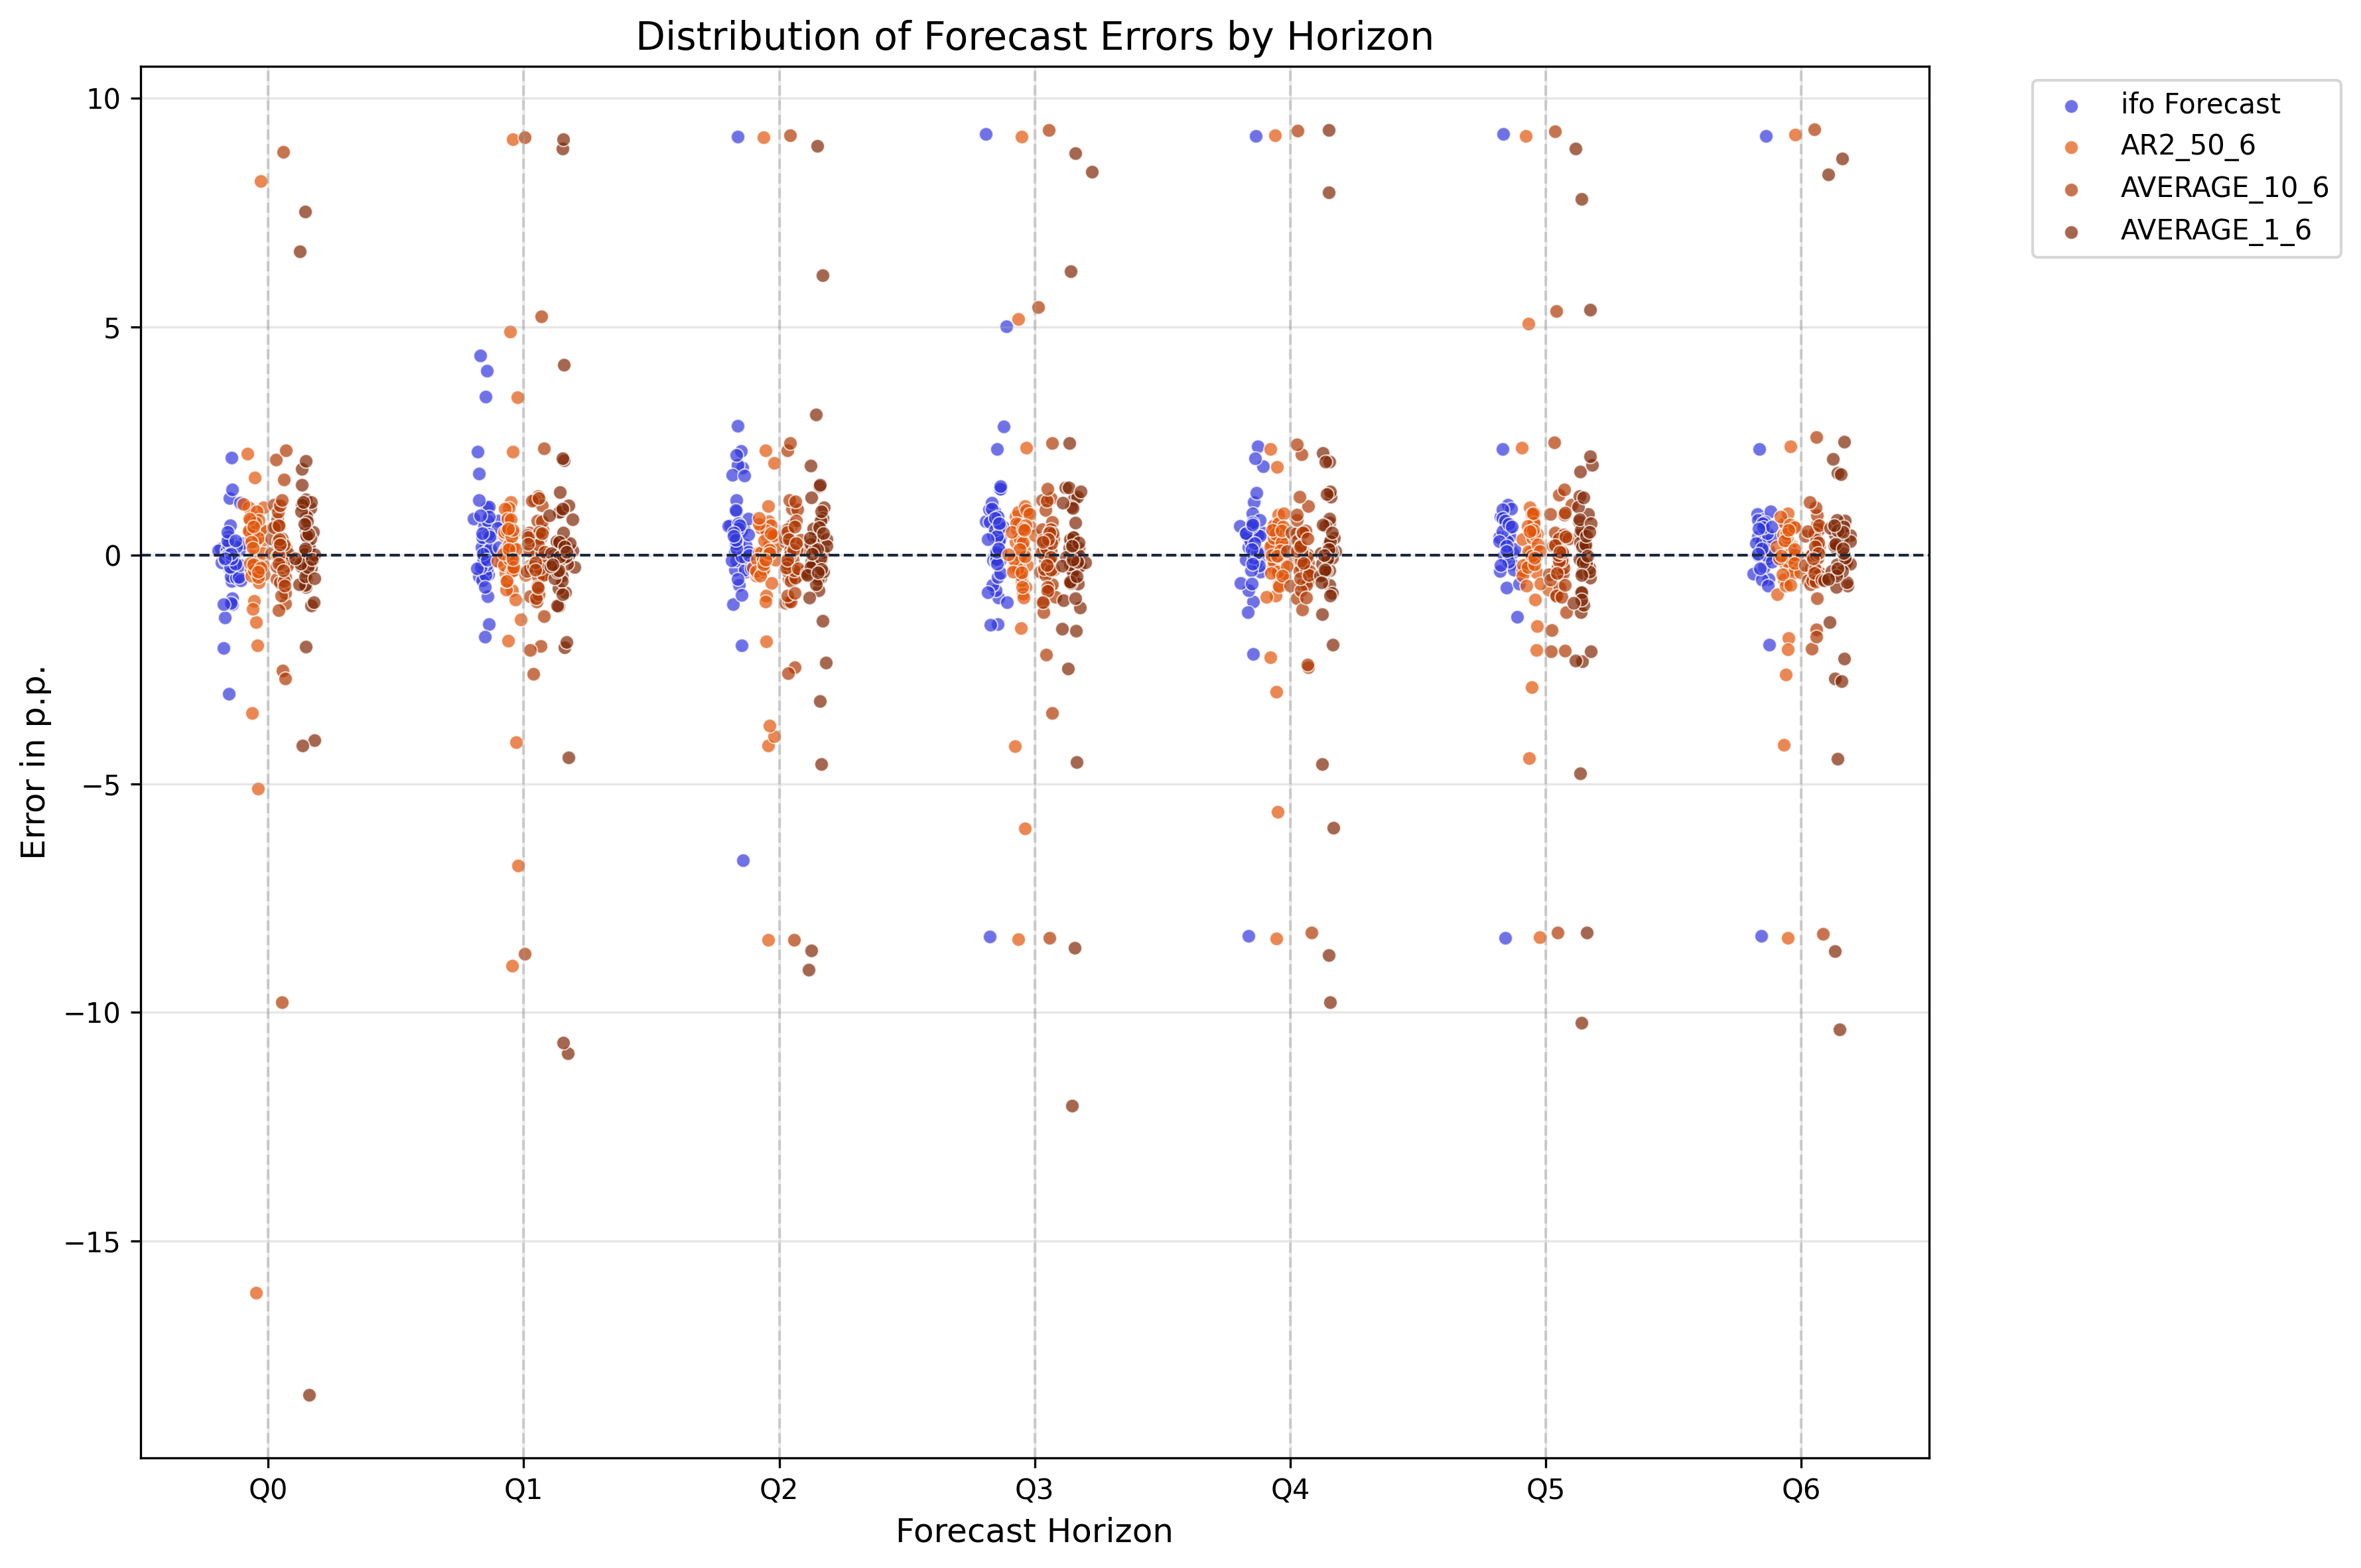 Distribution of Forecast Errors by Horizon
ifo Forecast
AR2_50_6
AVERAGE_10_6
AVERAGE_1_6
Error in p.p.
10
5
0
−5
−10
−15
Q0 Q1 Q2 Q3 Q4 Q5 Q6
Forecast Horizon